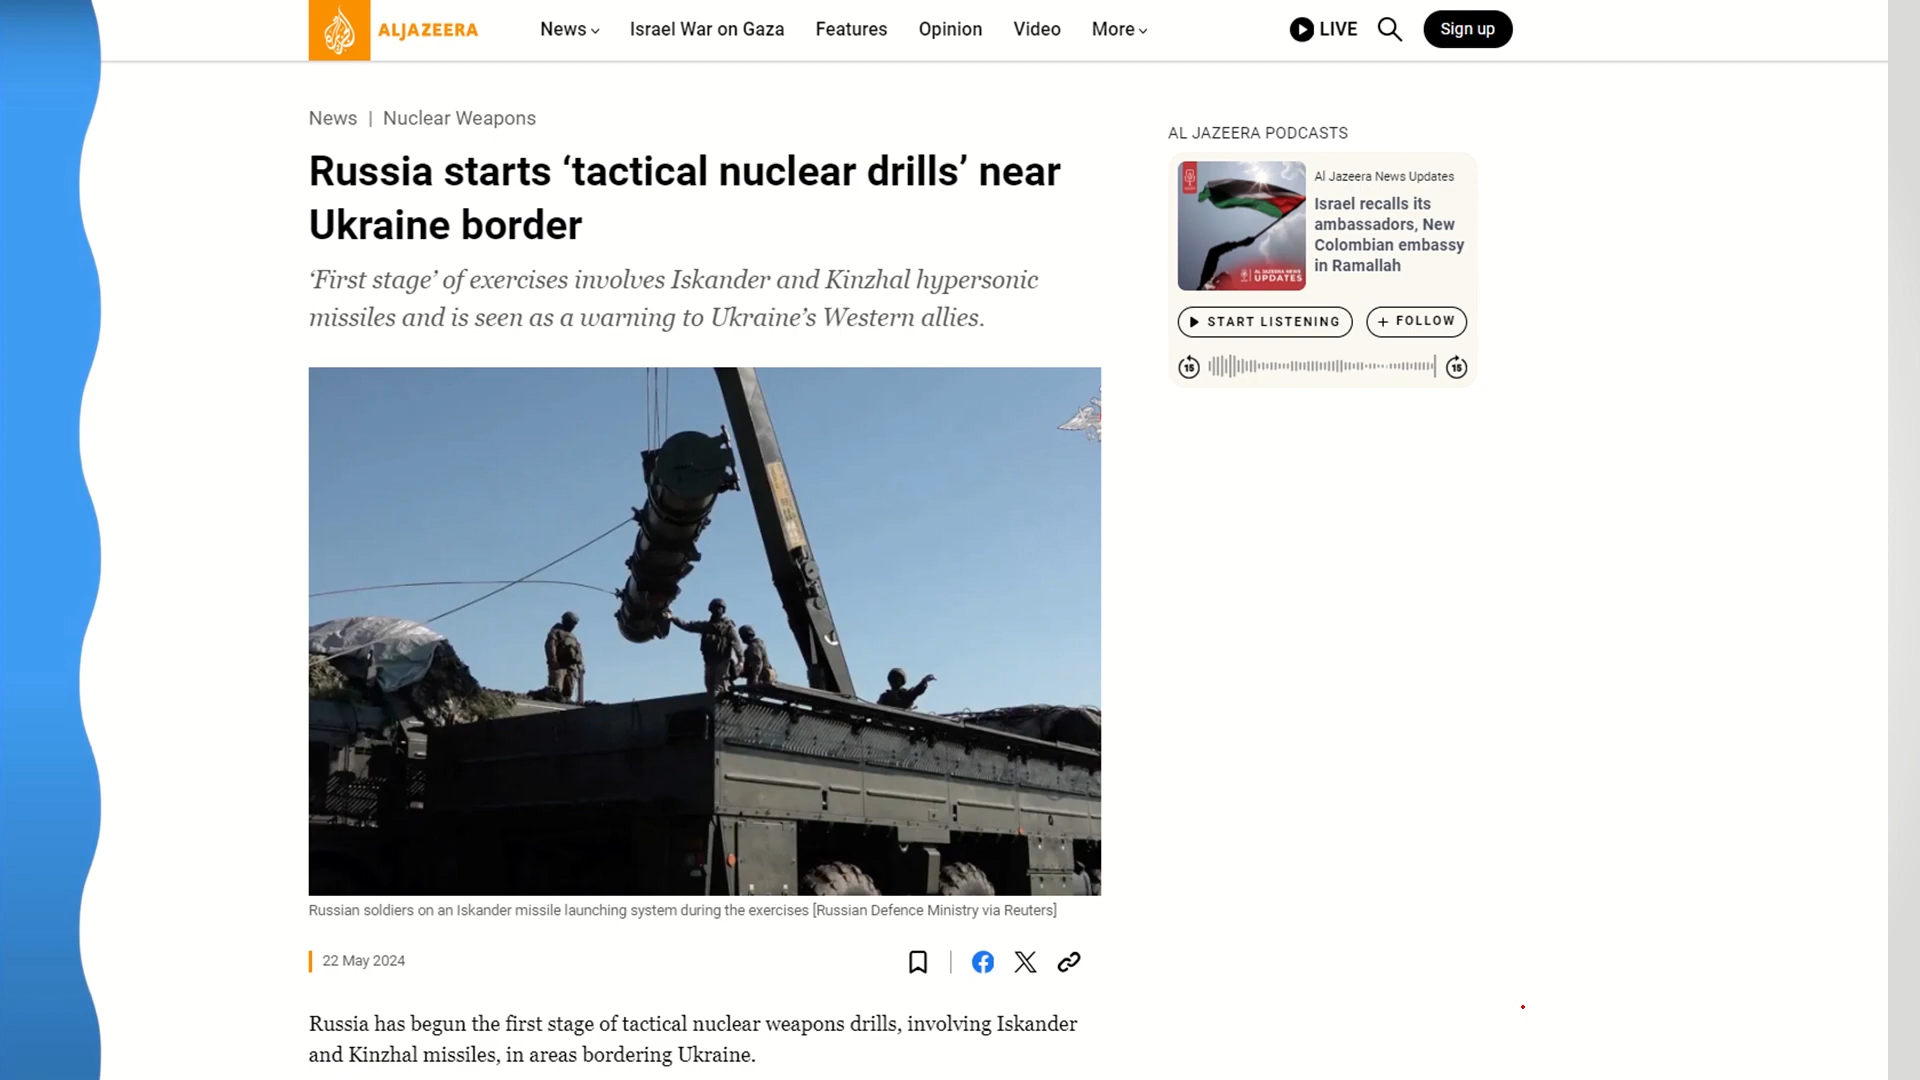 ALJAZEERA
News
Israel War on Gaza
Features
Opinion
Video
More
LIVE
Sign up
News | Nuclear Weapons
Russia starts ‘tactical nuclear drills’ near
Ukraine border
‘First stage’ of exercises involves Iskander and Kinzhal hypersonic
missiles and is seen as a warning to Ukraine’s Western allies.
Russian soldiers on an Iskander missile launching system during the exercises [Russian Defence Ministry via Reuters]
22 May 2024
Russia has begun the first stage of tactical nuclear weapons drills, involving Iskander
and Kinzhal missiles, in areas bordering Ukraine.
AL JAZEERA PODCASTS
AL JAZEERA NEWS
UPDATES
Al Jazeera News Updates
Israel recalls its
ambassadors, New
Colombian embassy
in Ramallah
START LISTENING
+ FOLLOW
15
15